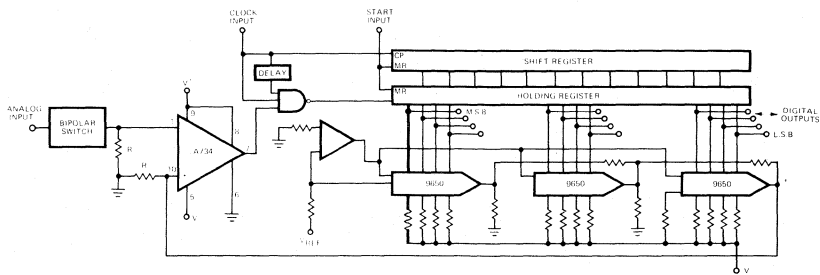 CLOCK
INPUT
START
INPUT
CP
MR
SHIFT REGISTER
DELAY
MR
HOLDING REGISTER
V+
ANALOG
INPUT
BIPOLAR
SWITCH
9
1
8
M.S.B
DIGITAL
OUTPUTS
L.S.B
R
R
A734
7
10
5
6
V
9650
9650
9650
V